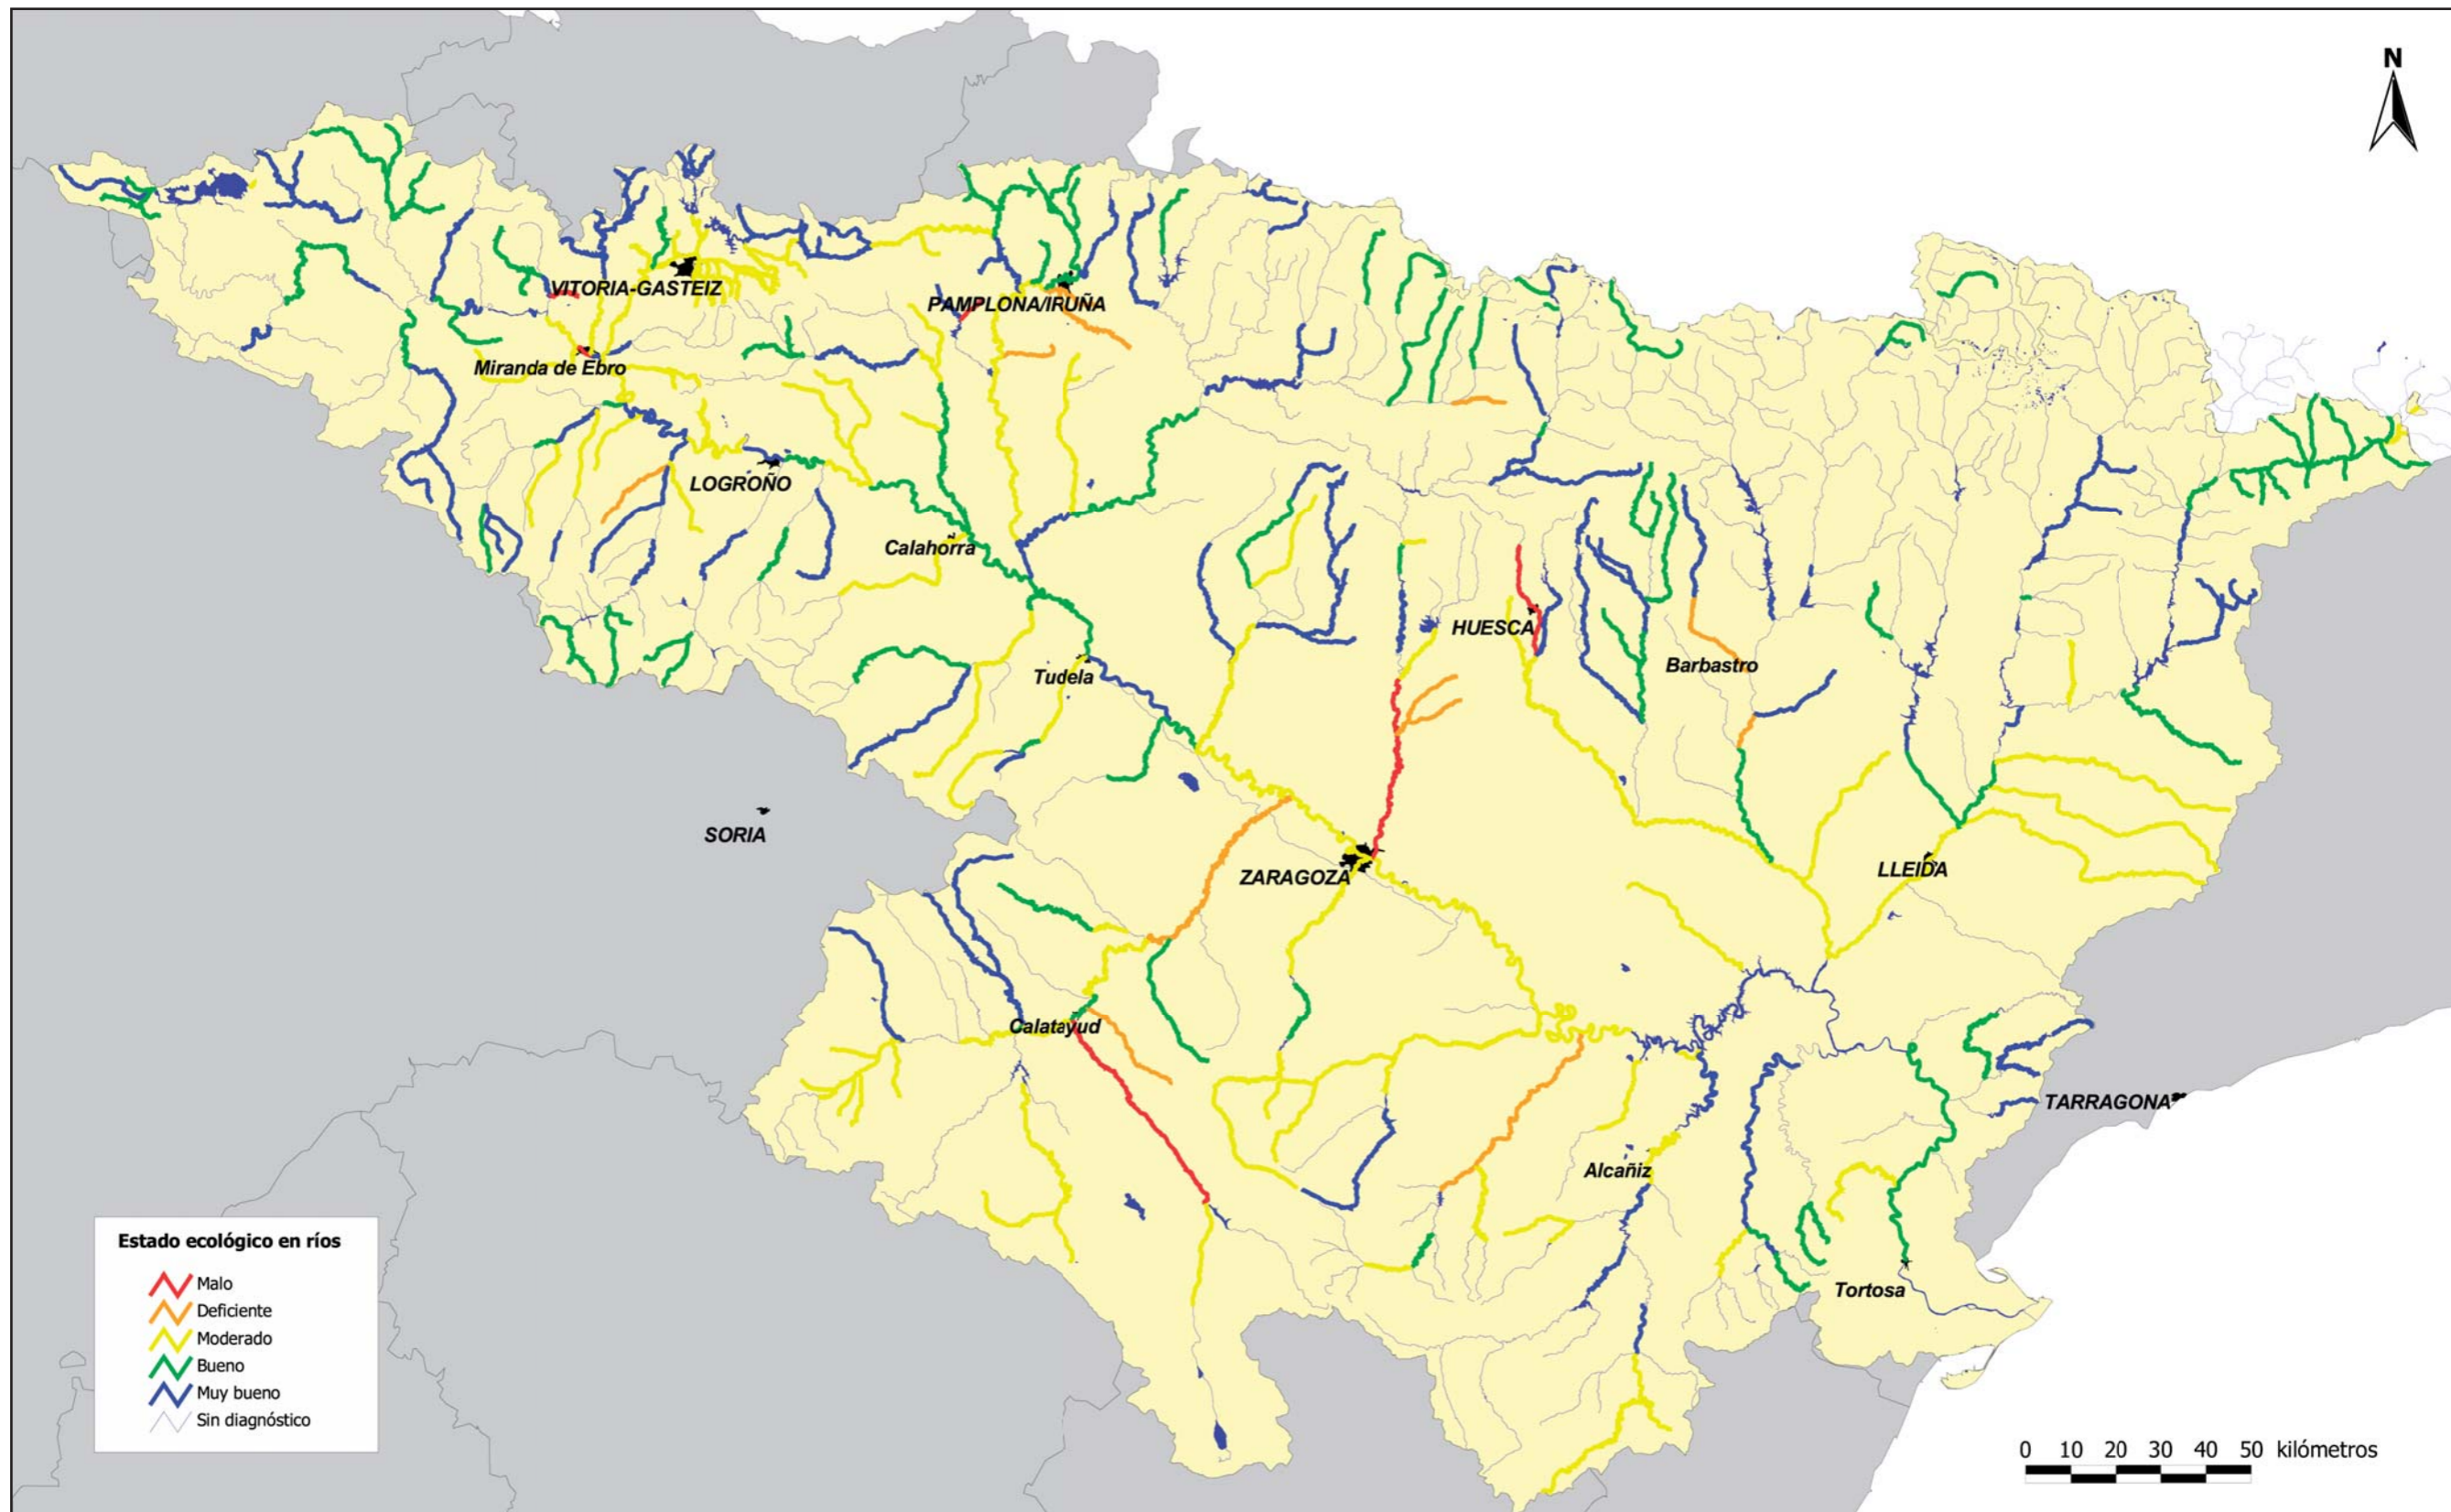 N
VITORIA-GASTEIZ
PAMPLONA/IRUÑA
Miranda de Ebro
LOGROÑO
Calahorra
HUESCA
Barbastro
Tudela
SORIA
ZARAGOZA
LLEIDA
Calatayud
TARRAGONA
Alcañiz
Tortosa
Estado ecológico en ríos
Malo
Deficiente
Moderado
Bueno
Muy bueno
Sin diagnóstico
0 10 20 30 40 50 kilómetros